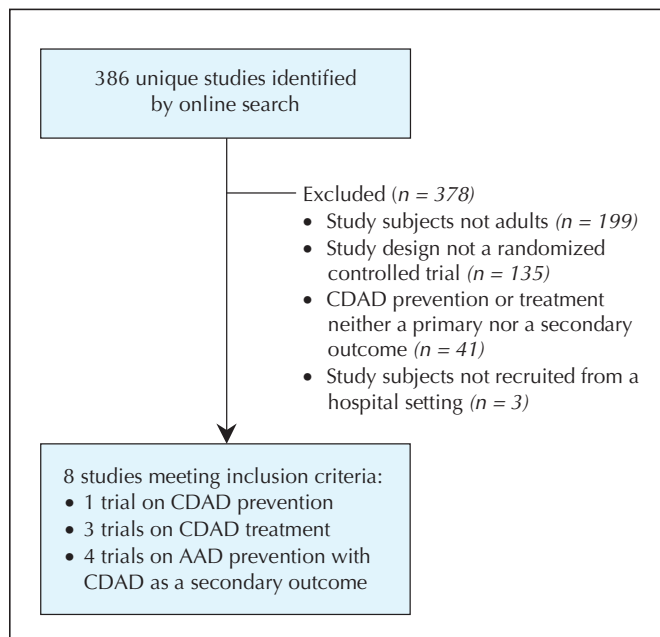 386 unique studies identified
by online search
Excluded (n = 378)
• Study subjects not adults (n = 199)
• Study design not a randomized
controlled trial (n = 135)
• CDAD prevention or treatment
neither a primary nor a secondary
outcome (n = 41)
• Study subjects not recruited from a
hospital setting (n = 3)
8 studies meeting inclusion criteria:
• 1 trial on CDAD prevention
• 3 trials on CDAD treatment
• 4 trials on AAD prevention with
CDAD as a secondary outcome